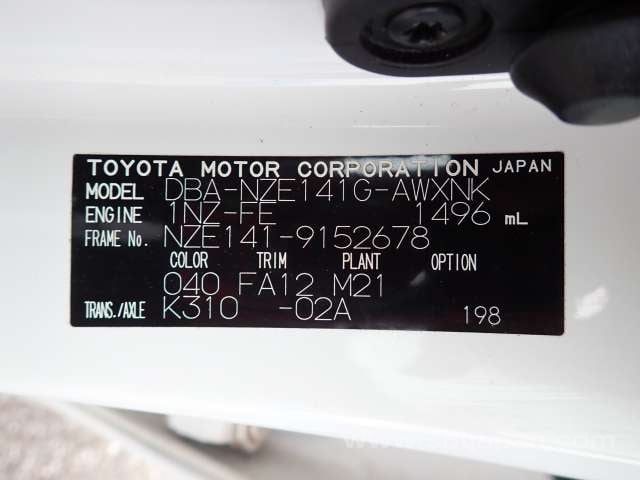 TOYOTA MOTOR CORPORATION JAPAN
MODEL DBA-NZE141G-AWXNK
ENGINE 1NZ-FE 1496 mL
FRAME No. NZE141-9152678
COLOR TRIM PLANT OPTION
040 FA12 M21
TRANS./AXLE K310 -02A 198